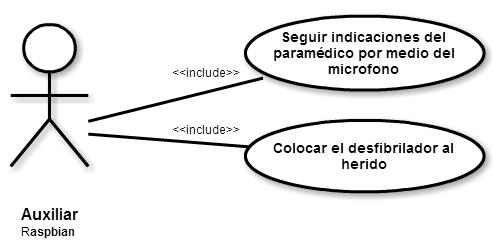 Seguir indicaciones del
paramédico por medio del
microfono
<<include>>
<<include>>
Colocar el desfibrilador al
herido
Auxiliar
Raspbian